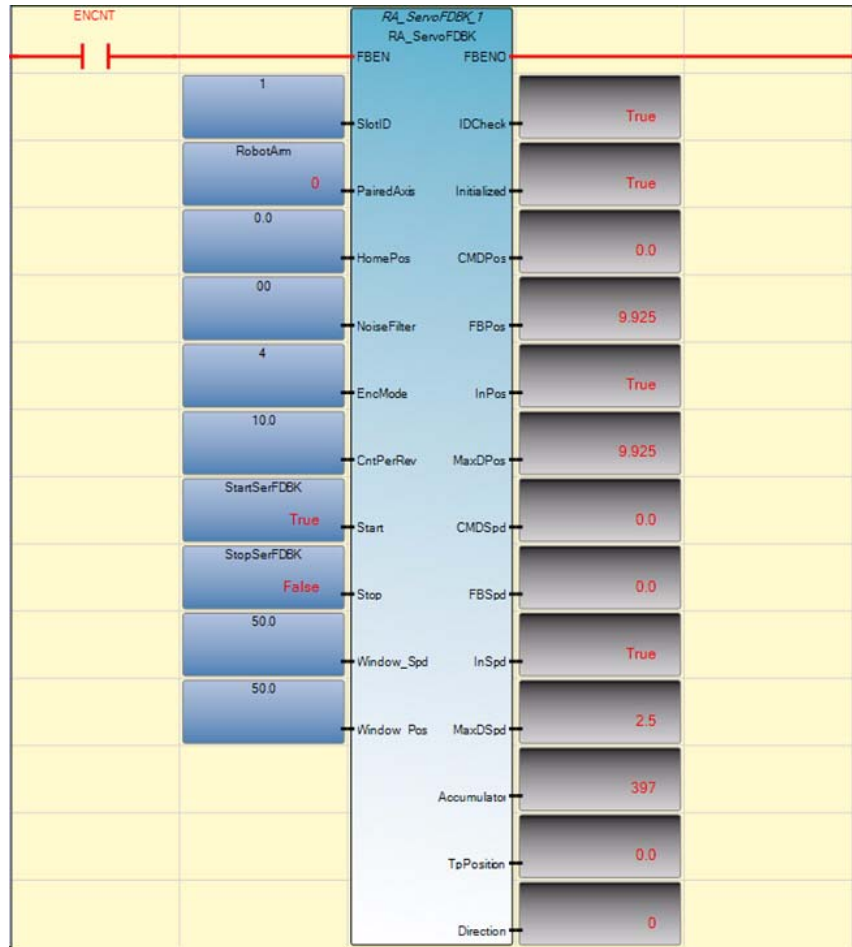 ENCNT
RA_ServoFDBK_1
RA_ServoFDBK
FBEN FBENO
1
SlotID IDCheck True
RobotArm
0 PairedAxis Initialized True
0.0
HomePos CMDPos 0.0
00
NoiseFilter FBPos 9.925
4
EncMode InPos True
10.0
CntPerRev MaxDPos 9.925
StartSerFDBK
True Start CMDSpd 0.0
StopSerFDBK
False Stop FBSpd 0.0
50.0
Window_Spd InSpd True
50.0
Window Pos MaxDSpd 2.5
Accumulator 397
TpPosition 0.0
Direction 0